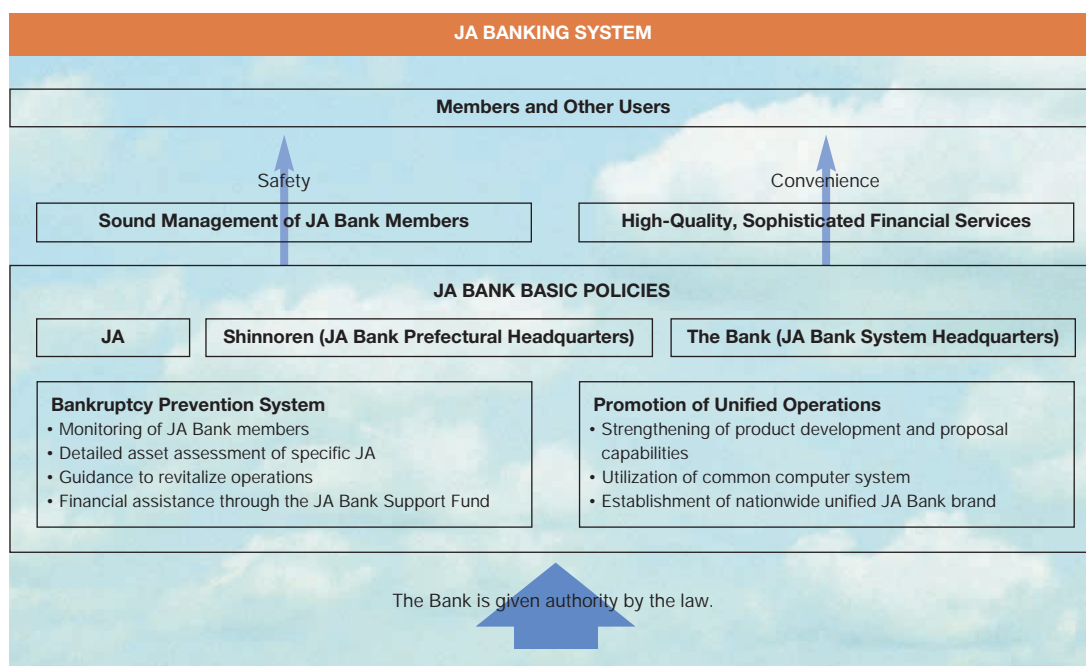 JA BANKING SYSTEM
Members and Other Users
Safety
Convenience
Sound Management of JA Bank Members
High-Quality, Sophisticated Financial Services
JA BANK BASIC POLICIES
JA
Shinnoren (JA Bank Prefectural Headquarters)
The Bank (JA Bank System Headquarters)
Bankruptcy Prevention System
• Monitoring of JA Bank members
• Detailed asset assessment of specific JA
• Guidance to revitalize operations
• Financial assistance through the JA Bank Support Fund
Promotion of Unified Operations
• Strengthening of product development and proposal
capabilities
• Utilization of common computer system
• Establishment of nationwide unified JA Bank brand
The Bank is given authority by the law.